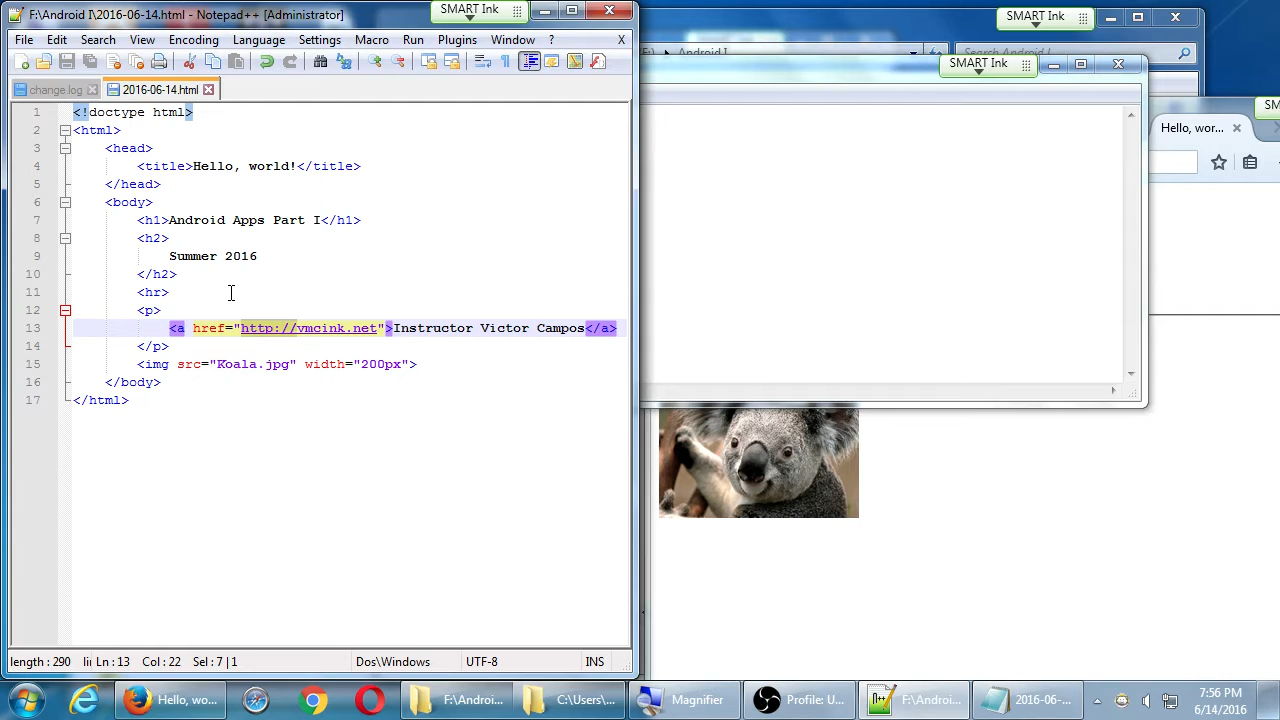 F:\Android I\2016-06-14.html - Notepad++ [Administrator]
SMART Ink
SMART Ink
File Edit Search View Encoding Language Settings Macro Run Plugins Window ? X
Android I
Search Android I
SMART Ink
change.log
2016-06-14.html
SM
Hello, wor...
1 <!doctype html>
2 <html>
3 <head>
4 <title>Hello, world!</title>
5 </head>
6 <body>
7 <h1>Android Apps Part I</h1>
8 <h2>
9 Summer 2016
10 </h2>
11 <hr>
12 <p>
13 <a href="http://vmcink.net">Instructor Victor Campos</a>
14 </p>
15 <img src="Koala.jpg" width="200px">
16 </body>
17 </html>
length : 290 li Ln : 13 Col : 22 Sel : 7 | 1 Dos\Windows UTF-8 INS
Hello, wo...
F:\Androi...
C:\Users\...
Magnifier
Profile: U...
F:\Androi...
2016-06-...
7:56 PM
6/14/2016